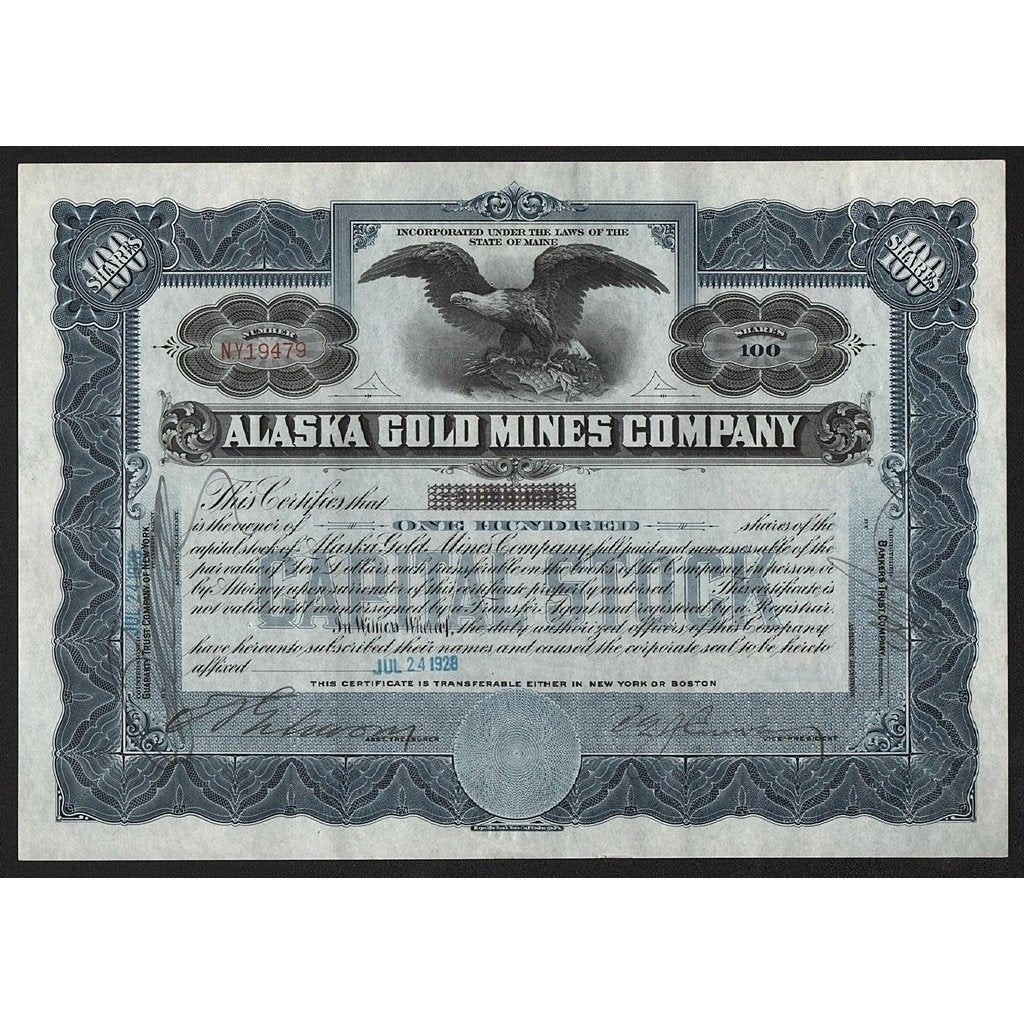 INCORPORATED UNDER THE LAWS OF THE
STATE OF MAINE
100
SHARES
100
100
SHARES
100
NUMBER
NY19479
SHARES
100
ALASKA GOLD MINES COMPANY
This Certifies that
is the owner of ONE HUNDRED shares of the
capital stock of Alaska Gold Mines Company, full paid and non-assessable of the
par value of Ten Dollars each transferable on the books of the Company in person or
by Attorney upon surrender of this certificate properly endorsed. This certificate is
not valid until countersigned by a Transfer Agent and registered by a Registrar.
In Witness Whereof, the duly authorized officers of this Company
have hereunto subscribed their names and caused the corporate seal to be hereto
affixed JUL 24 1928
CAPITAL STOCK
THIS CERTIFICATE IS TRANSFERABLE EITHER IN NEW YORK OR BOSTON
ASST. TREASURER
VICE-PRESIDENT
GUARANTY TRUST COMPANY OF NEW YORK
JUL 24 1928
BANKERS TRUST COMPANY